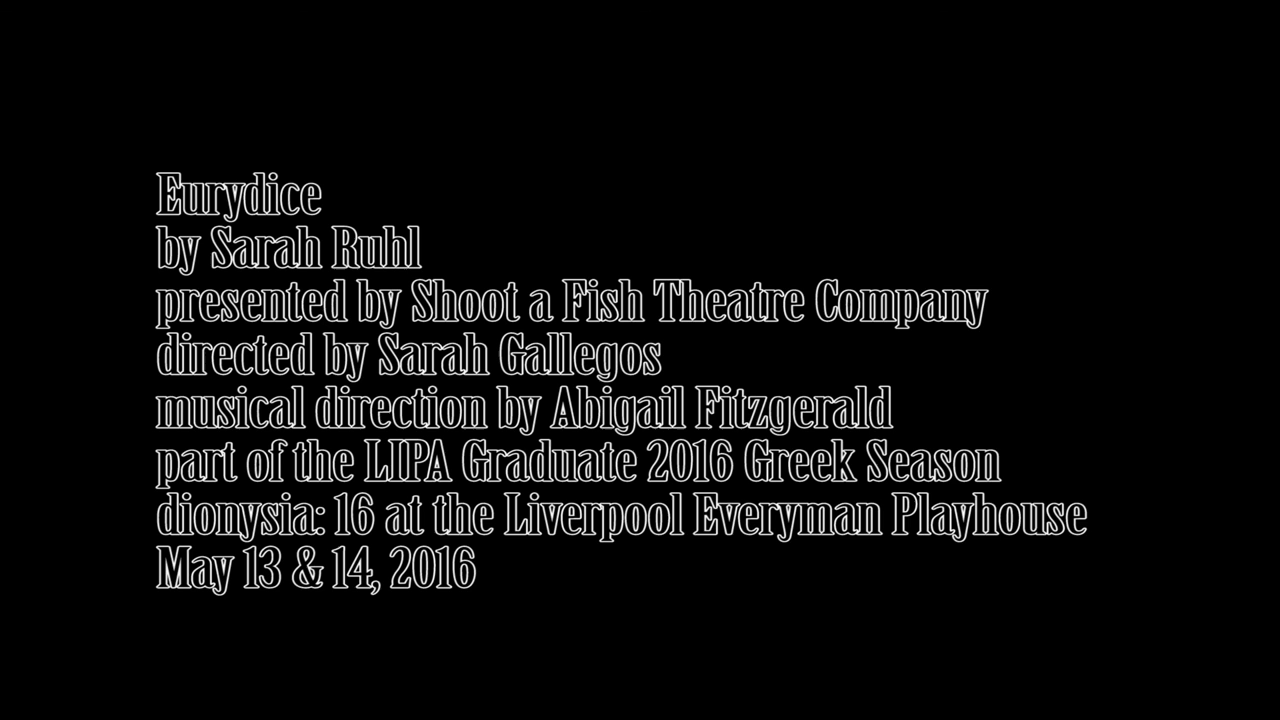 Eurydice
by Sarah Ruhl
presented by Shoot a Fish Theatre Company
directed by Sarah Gallegos
musical direction by Abigail Fitzgerald
part of the LIPA Graduate 2016 Greek Season
dionysia: 16 at the Liverpool Everyman Playhouse
May 13 & 14, 2016